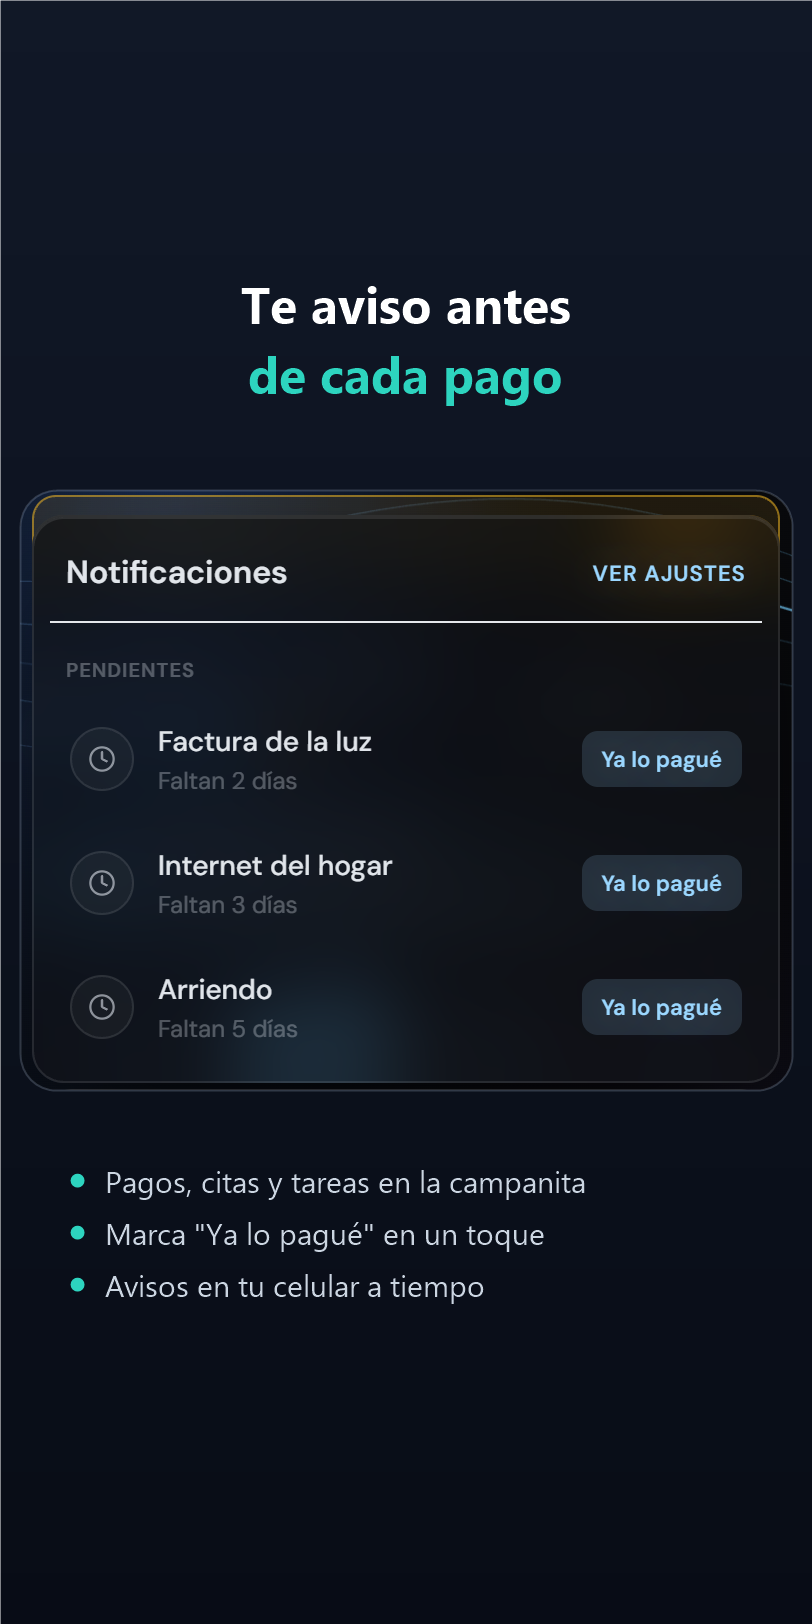 Te aviso antes
de cada pago
Notificaciones
VER AJUSTES
PENDIENTES
Factura de la luz
Faltan 2 días
Ya lo pagué
Internet del hogar
Faltan 3 días
Ya lo pagué
Arriendo
Faltan 5 días
Ya lo pagué
Pagos, citas y tareas en la campanita
Marca "Ya lo pagué" en un toque
Avisos en tu celular a tiempo